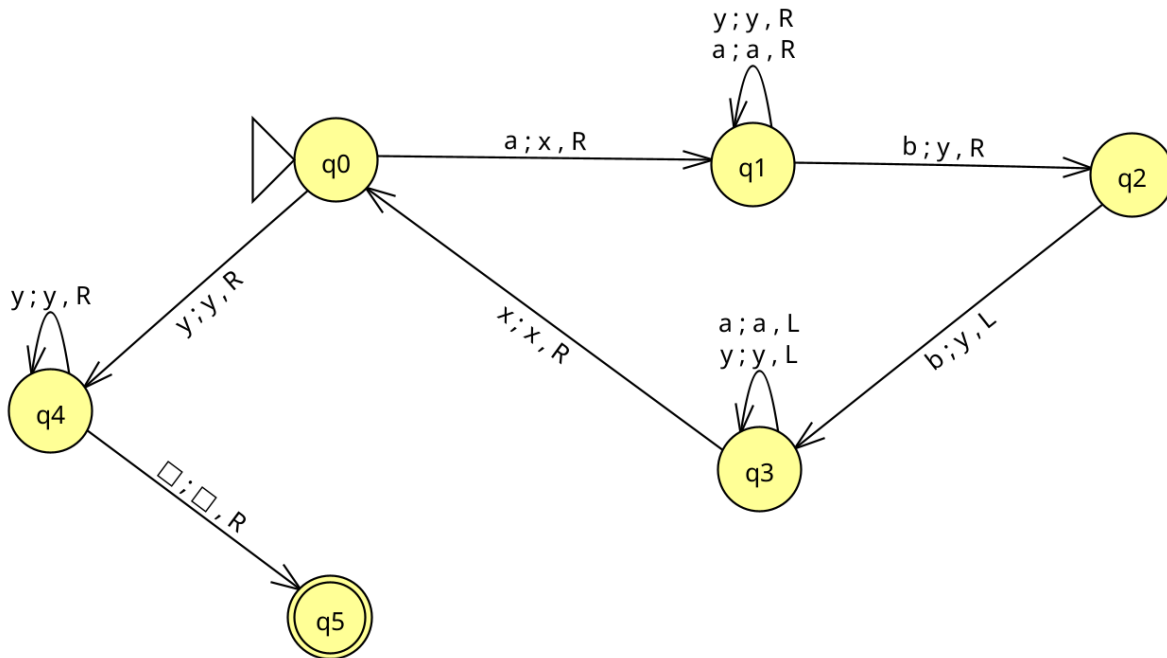 y ; y , R
a ; a , R
a ; x , R
b ; y , R
q0
q1
q2
y ; y , R
y ; y , R
x ; x , R
a ; a , L
y ; y , L
b ; y , L
q4
q3
□ ; □ , R
q5